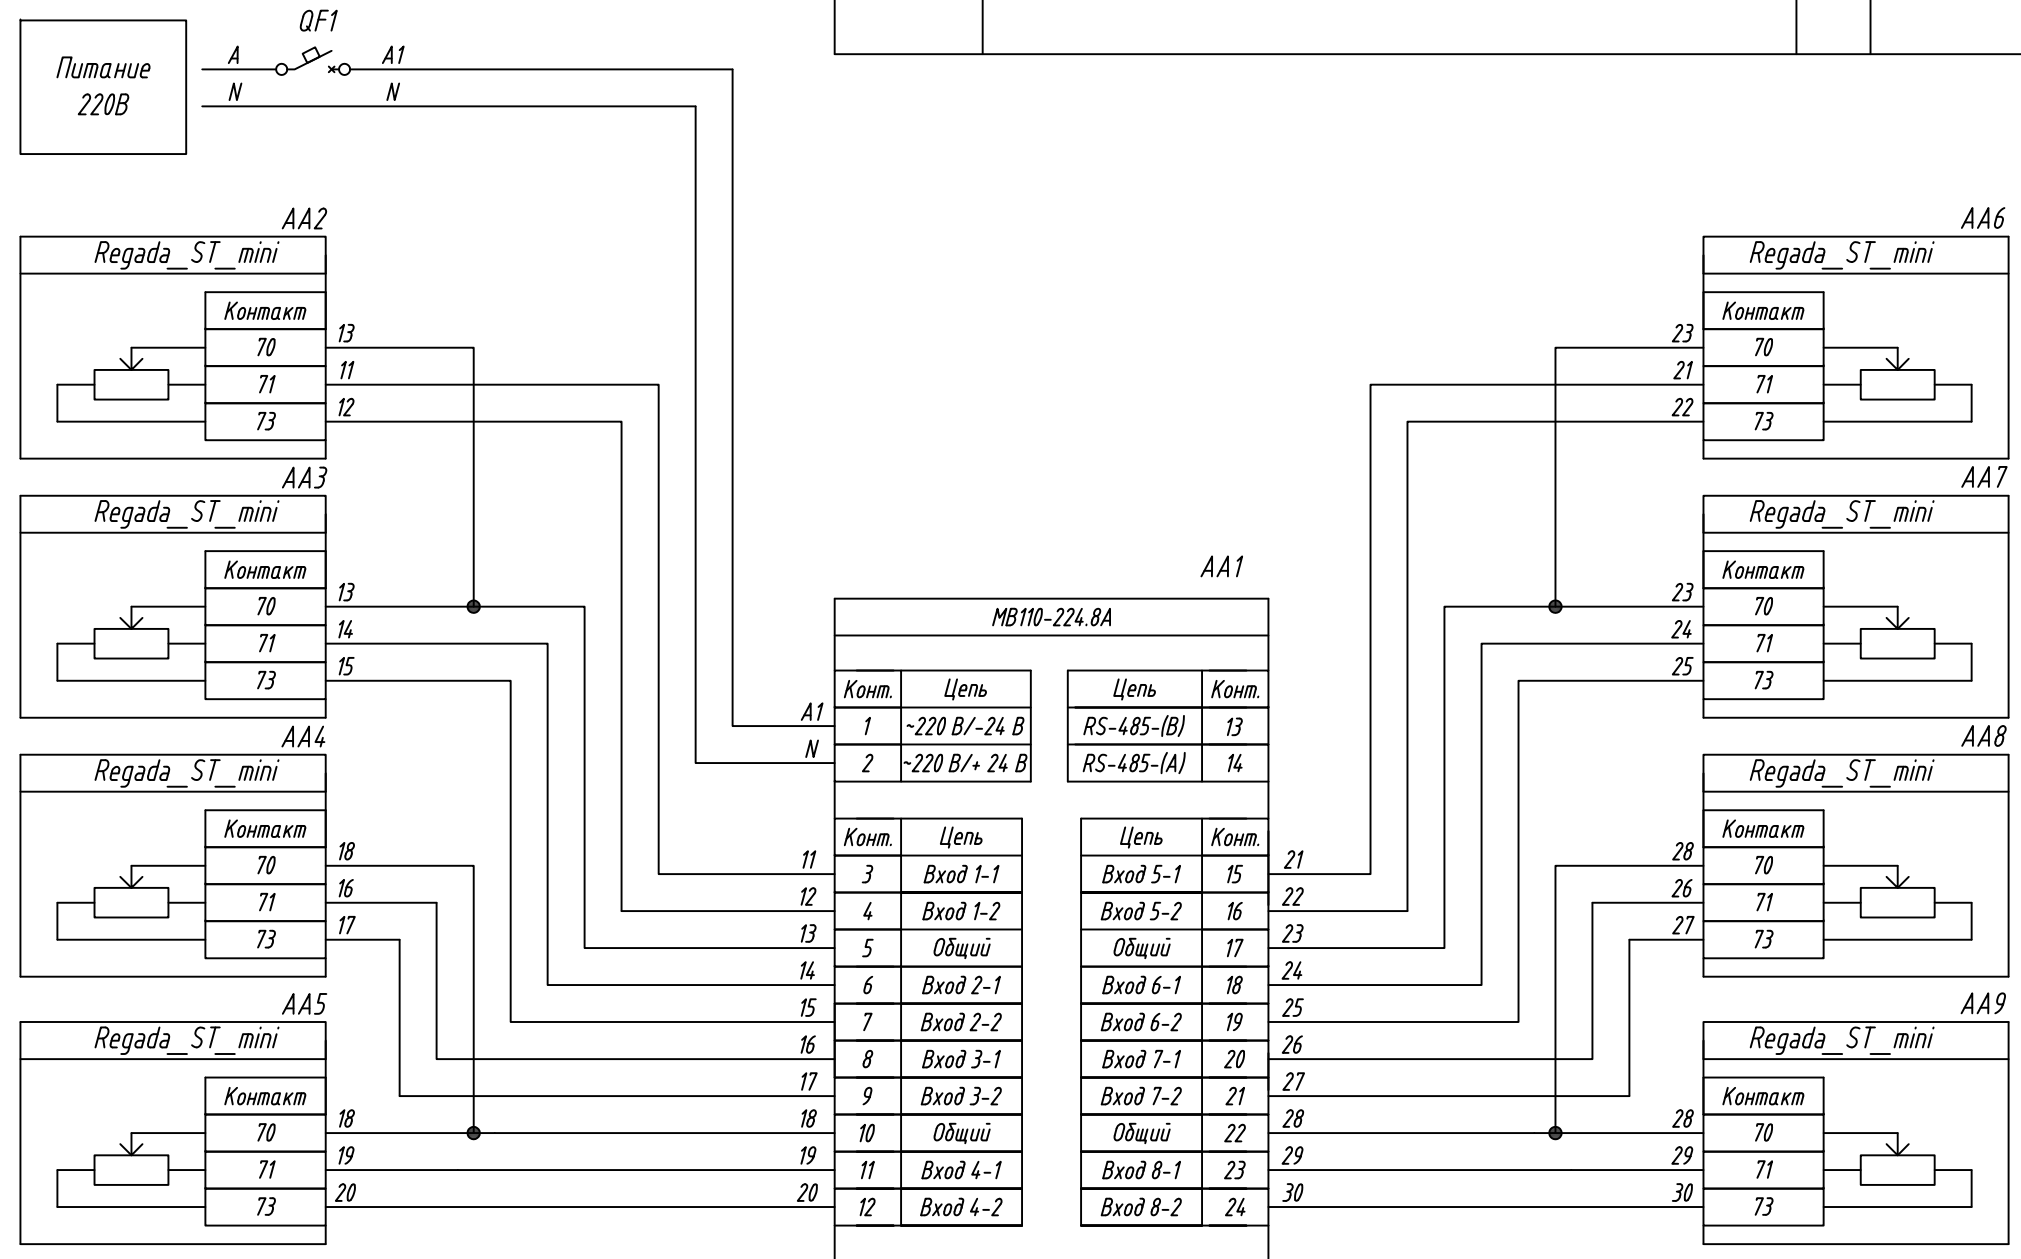 QF1
Питание
220В
A
A1
N
N
AA2
Regada_ST_mini
Контакт
70
13
71
11
73
12
AA3
Regada_ST_mini
Контакт
70
13
71
14
73
15
AA4
Regada_ST_mini
Контакт
70
18
71
16
73
17
AA5
Regada_ST_mini
Контакт
70
18
71
19
73
20
AA1
МВ110-224.8А
Конт. Цепь Цепь Конт.
A1 1 ~220 В/-24 В RS-485-(B) 13
N 2 ~220 В/+ 24 В RS-485-(A) 14
Конт. Цепь Цепь Конт.
11 3 Вход 1-1 Вход 5-1 15 21
12 4 Вход 1-2 Вход 5-2 16 22
13 5 Общий Общий 17 23
14 6 Вход 2-1 Вход 6-1 18 24
15 7 Вход 2-2 Вход 6-2 19 25
16 8 Вход 3-1 Вход 7-1 20 26
17 9 Вход 3-2 Вход 7-2 21 27
18 10 Общий Общий 22 28
19 11 Вход 4-1 Вход 8-1 23 29
20 12 Вход 4-2 Вход 8-2 24 30
AA6
Regada_ST_mini
Контакт
23 70
21 71
22 73
AA7
Regada_ST_mini
Контакт
23 70
24 71
25 73
AA8
Regada_ST_mini
Контакт
28 70
26 71
27 73
AA9
Regada_ST_mini
Контакт
28 70
29 71
30 73